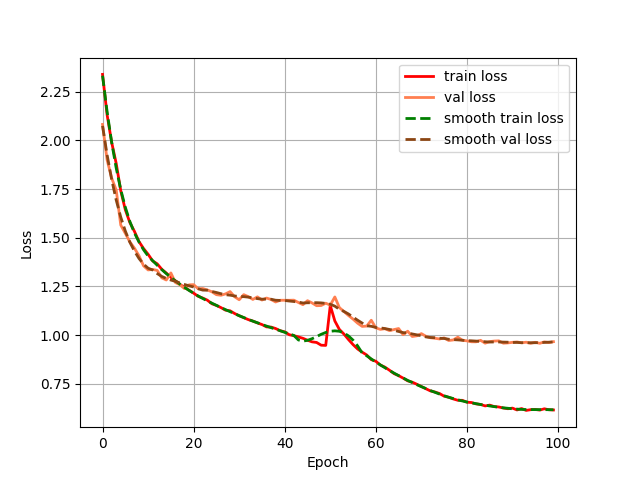 train loss
val loss
smooth train loss
smooth val loss
2.25
2.00
1.75
1.50
1.25
1.00
0.75
Loss
0 20 40 60 80 100
Epoch